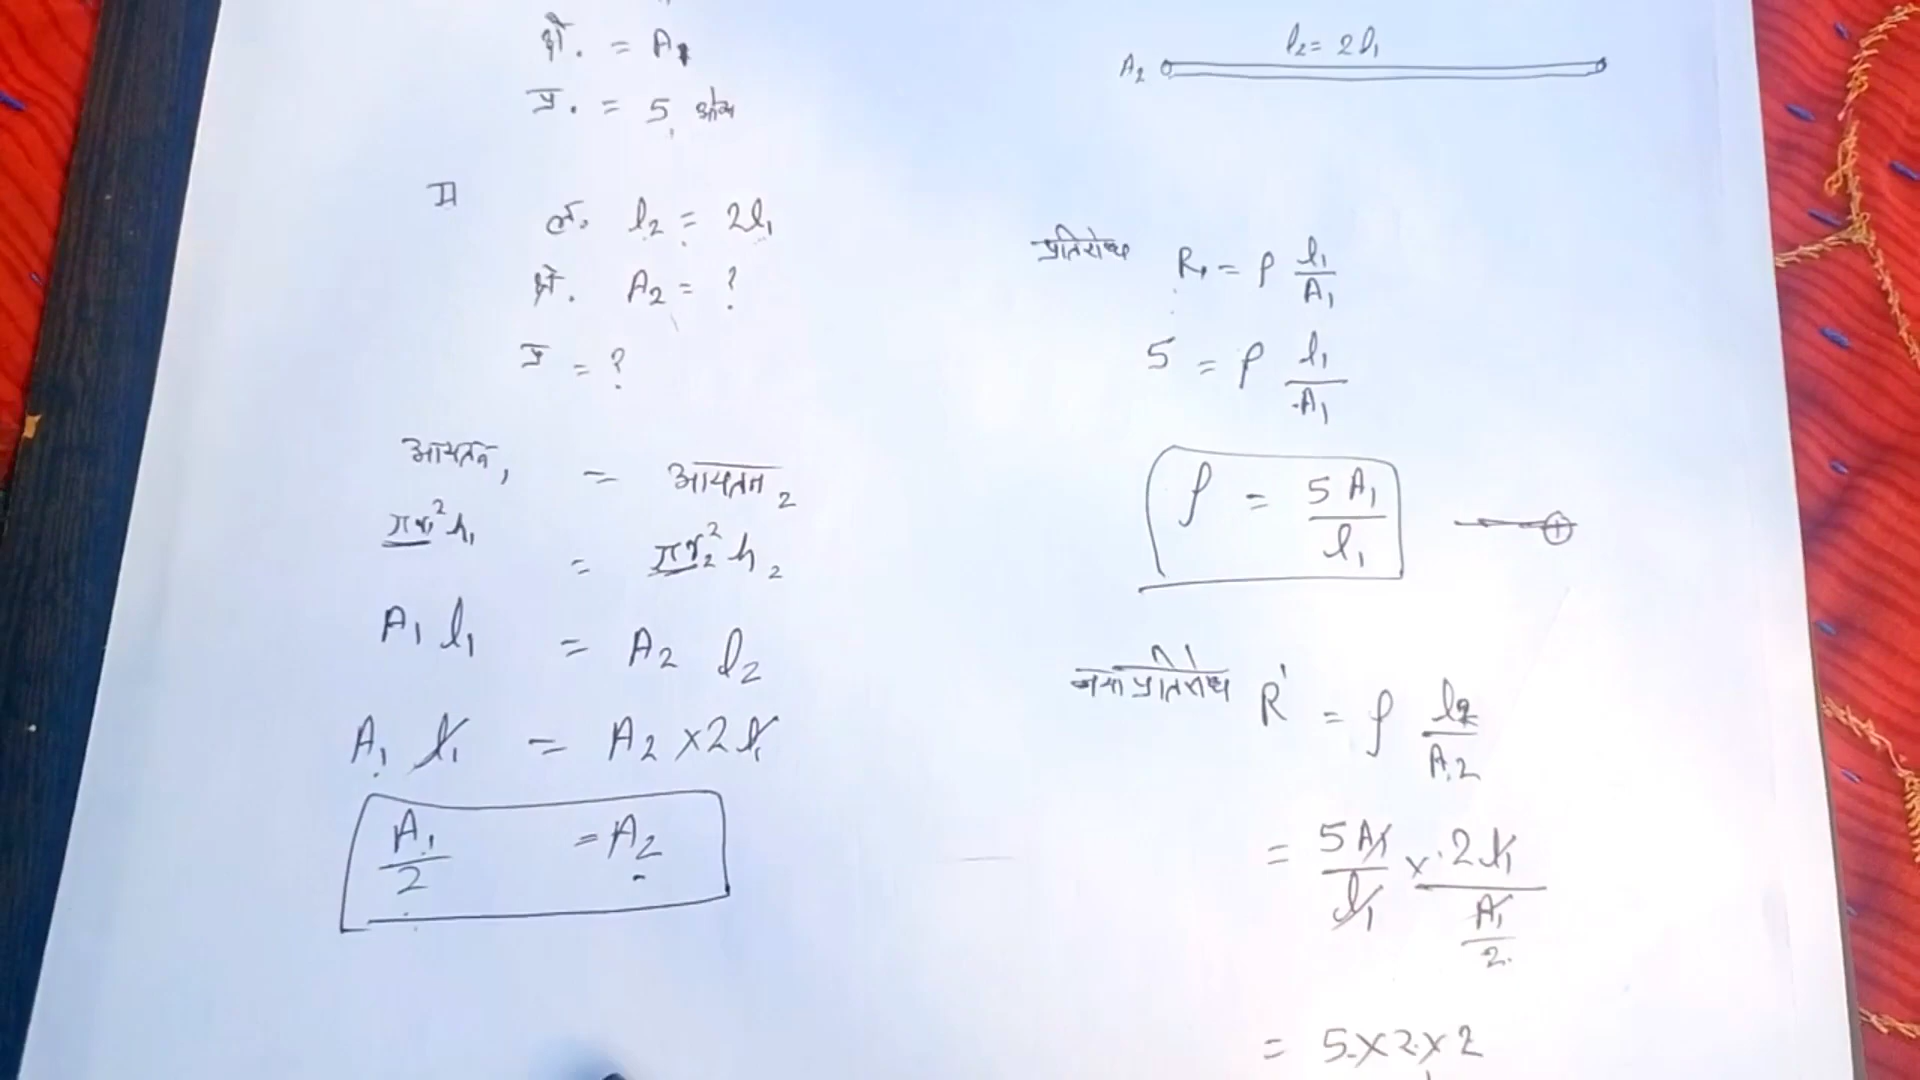 क्षे. = A₁
प्र. = 5 ओम
II
ल. l₂ = 2l₁
क्षे. A₂ = ?
प्र = ?
आयतन₁ = आयतन₂
πr₁²h₁ = πr₂²h₂
A₁ l₁ = A₂ l₂
A₁ l₁ = A₂ × 2l₁
A₁/2 = A₂
l₂ = 2l₁
A₂
प्रतिरोध R₁ = ρ l₁/A₁
5 = ρ l₁/A₁
ρ = 5A₁/l₁
नया प्रतिरोध R' = ρ l₂/A₂
= 5A₁/l₁ × 2l₁/(A₁/2)
= 5×2×2